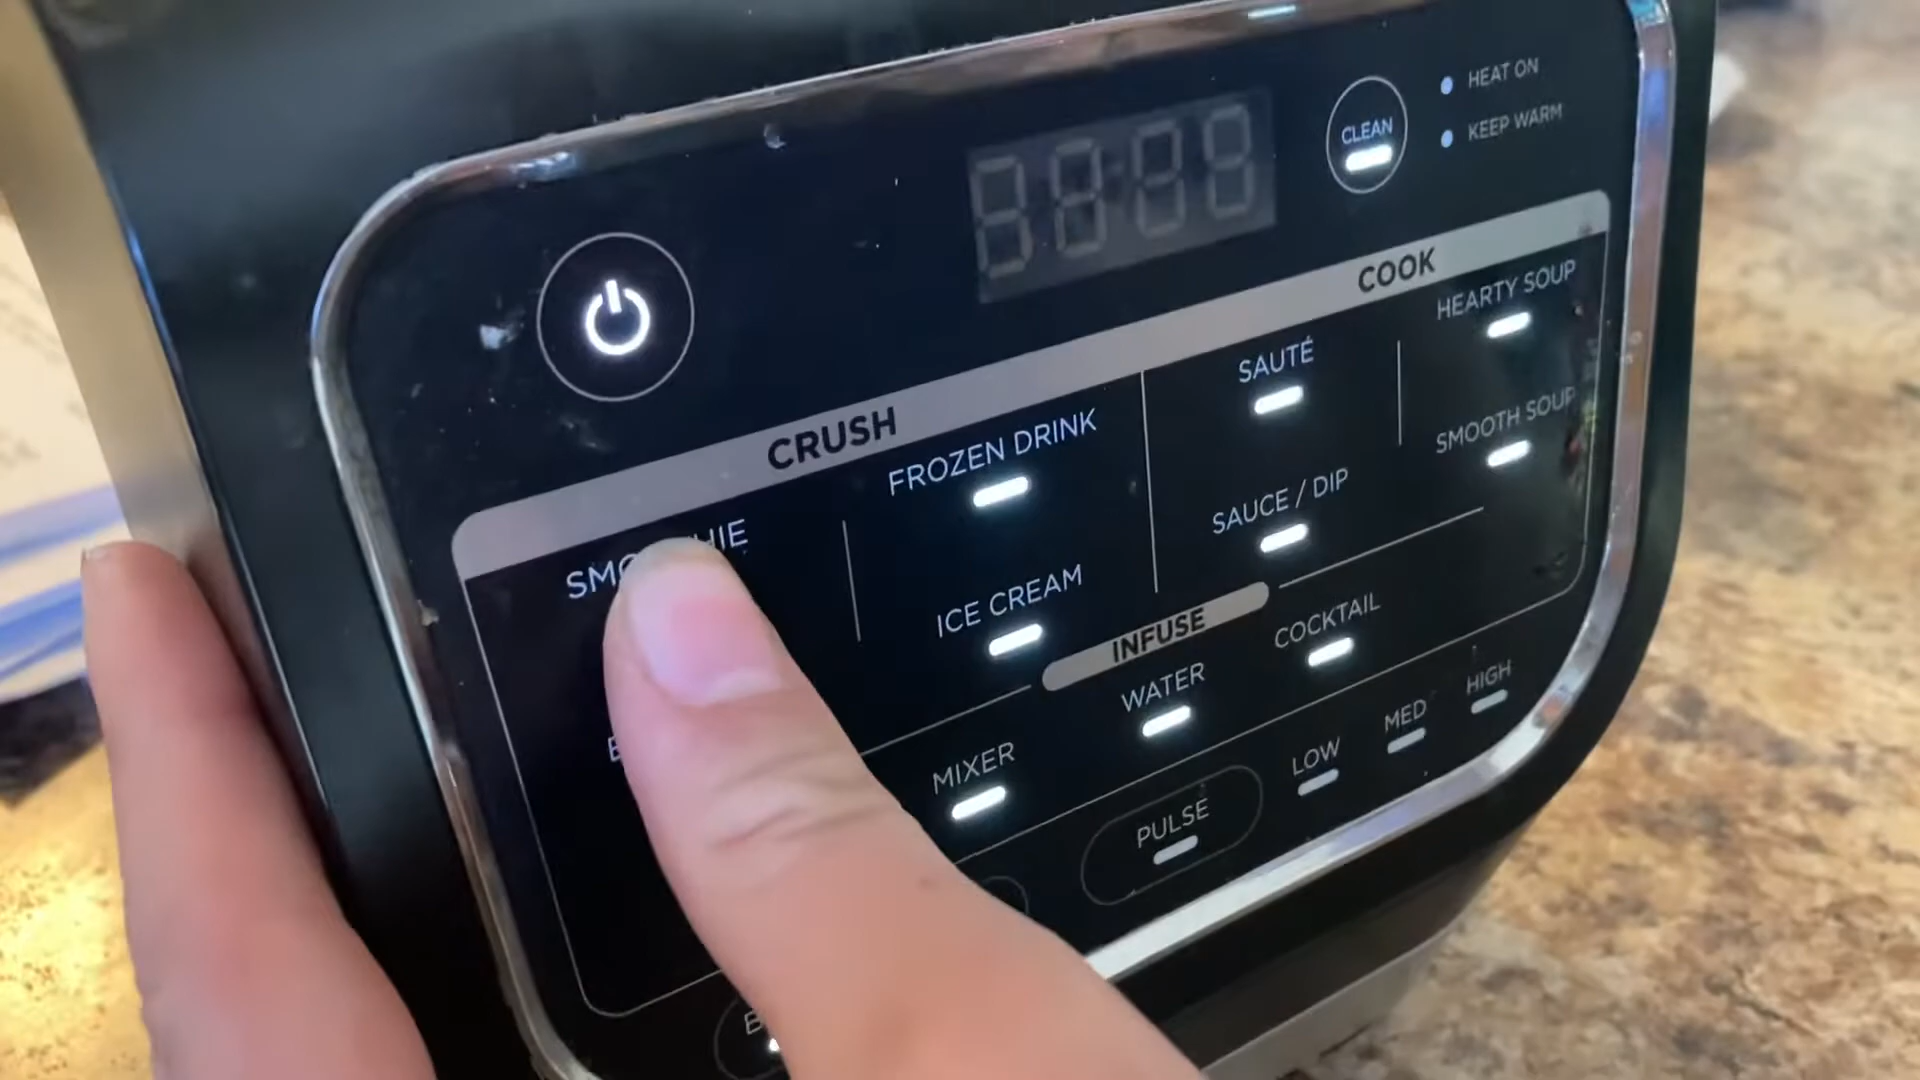 HEAT ON
CLEAN
KEEP WARM
COOK
CRUSH
FROZEN DRINK
SAUTÉ
HEARTY SOUP
ICE CREAM
SAUCE / DIP
SMOOTH SOUP
INFUSE
MIXER
WATER
COCKTAIL
PULSE
LOW
MED
HIGH